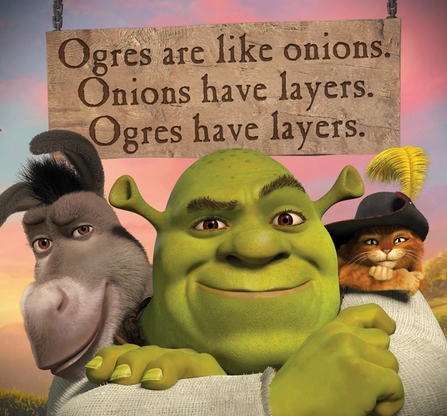 Ogres are like onions.
Onions have layers.
Ogres have layers.